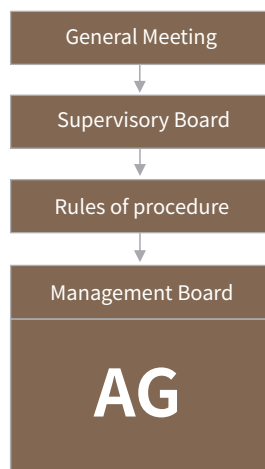 General Meeting
Supervisory Board
Rules of procedure
Management Board
AG